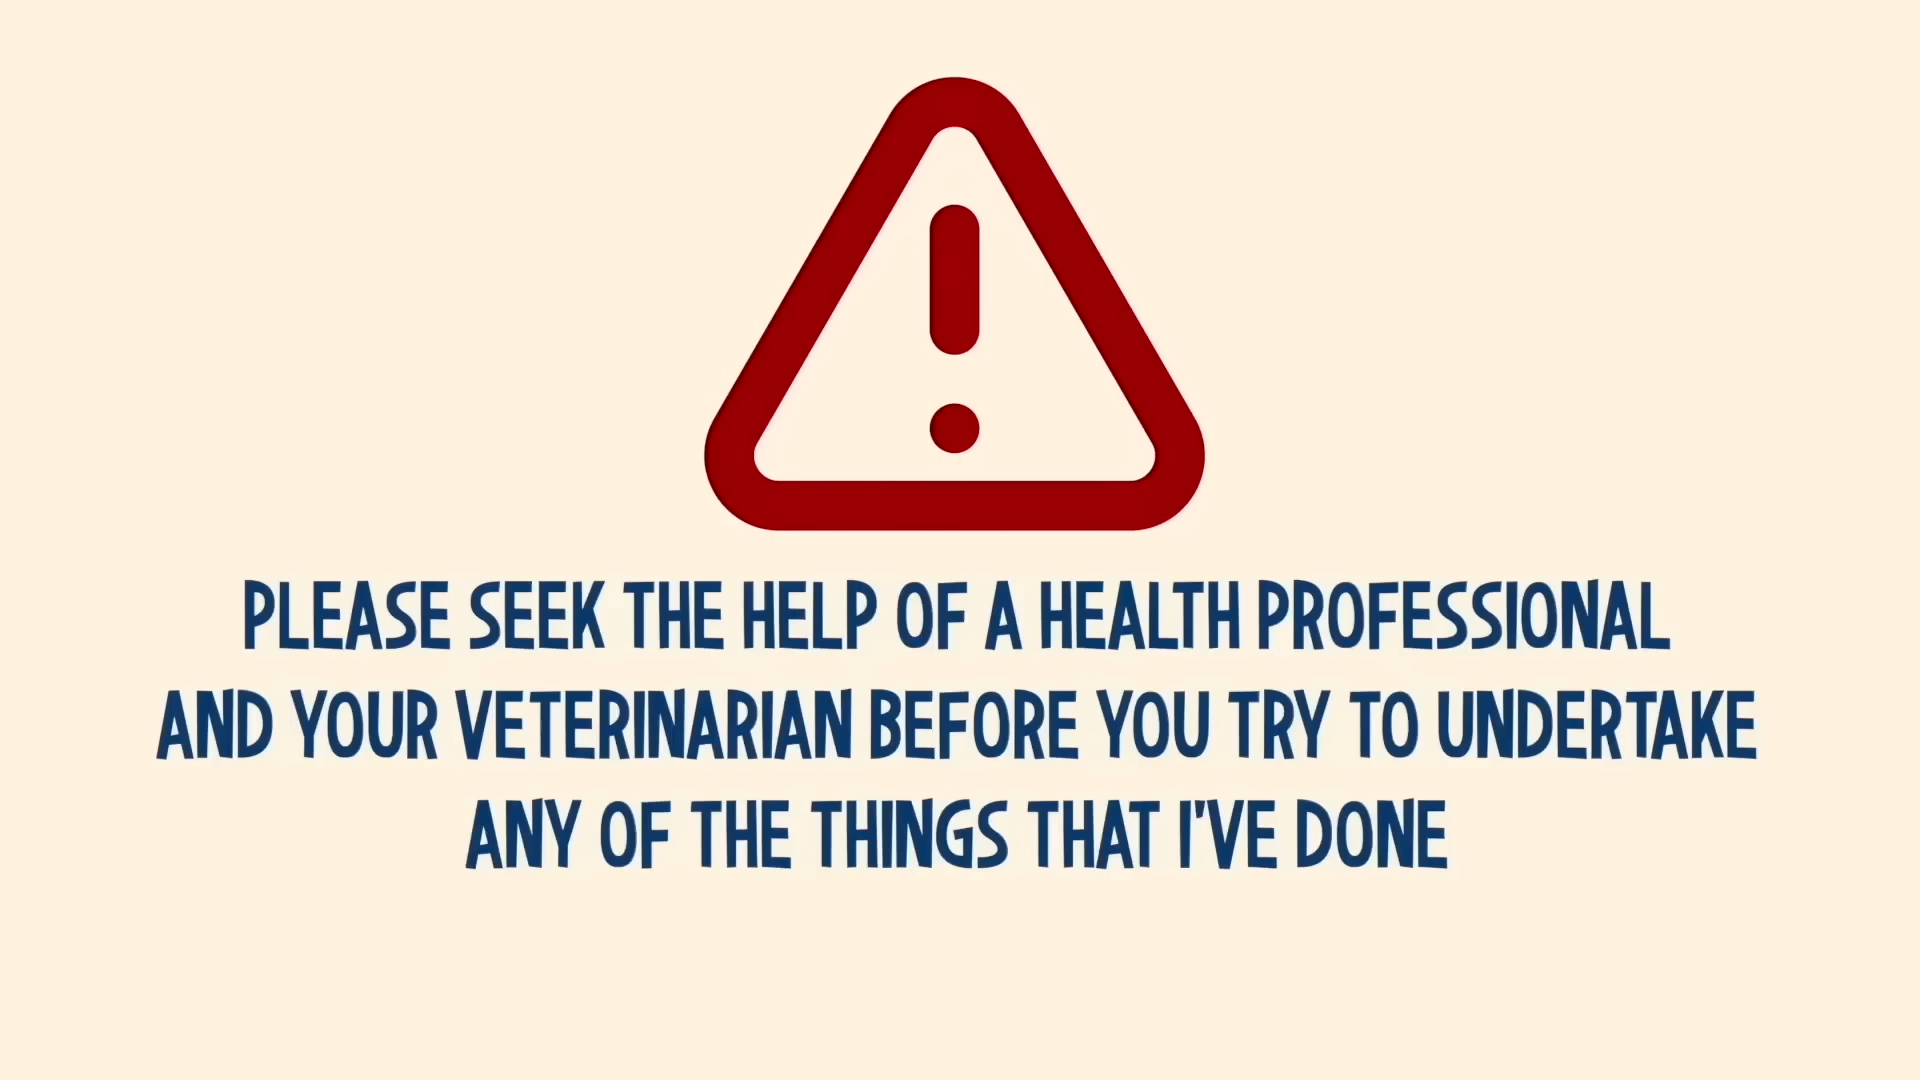 PLEASE SEEK THE HELP OF A HEALTH PROFESSIONAL
AND YOUR VETERINARIAN BEFORE YOU TRY TO UNDERTAKE
ANY OF THE THINGS THAT I'VE DONE